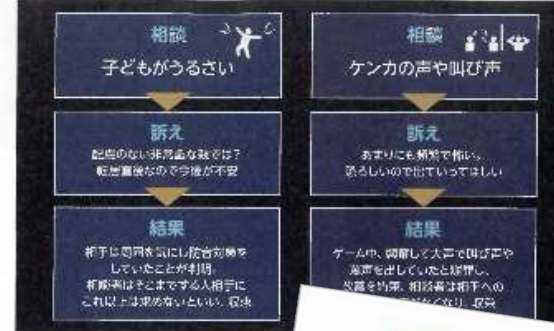 相談
子どもがうるさい
訴え
配慮のない非常識な親では?
転居直後なので今後が不安
結果
相手は周囲を気にし防音対策を
していたことが判明。
相談者はそこまでする人相手に
これ以上は求めないといい、収束
相談
ケンカの声や叫び声
訴え
あまりにも頻繁で怖い。
恐ろしいので出ていってほしい
結果
ゲーム中、興奮して大声で叫び声や
罵声を出していたと謝罪し、
改善を約束。相談者は相手への
がなくなり、収束